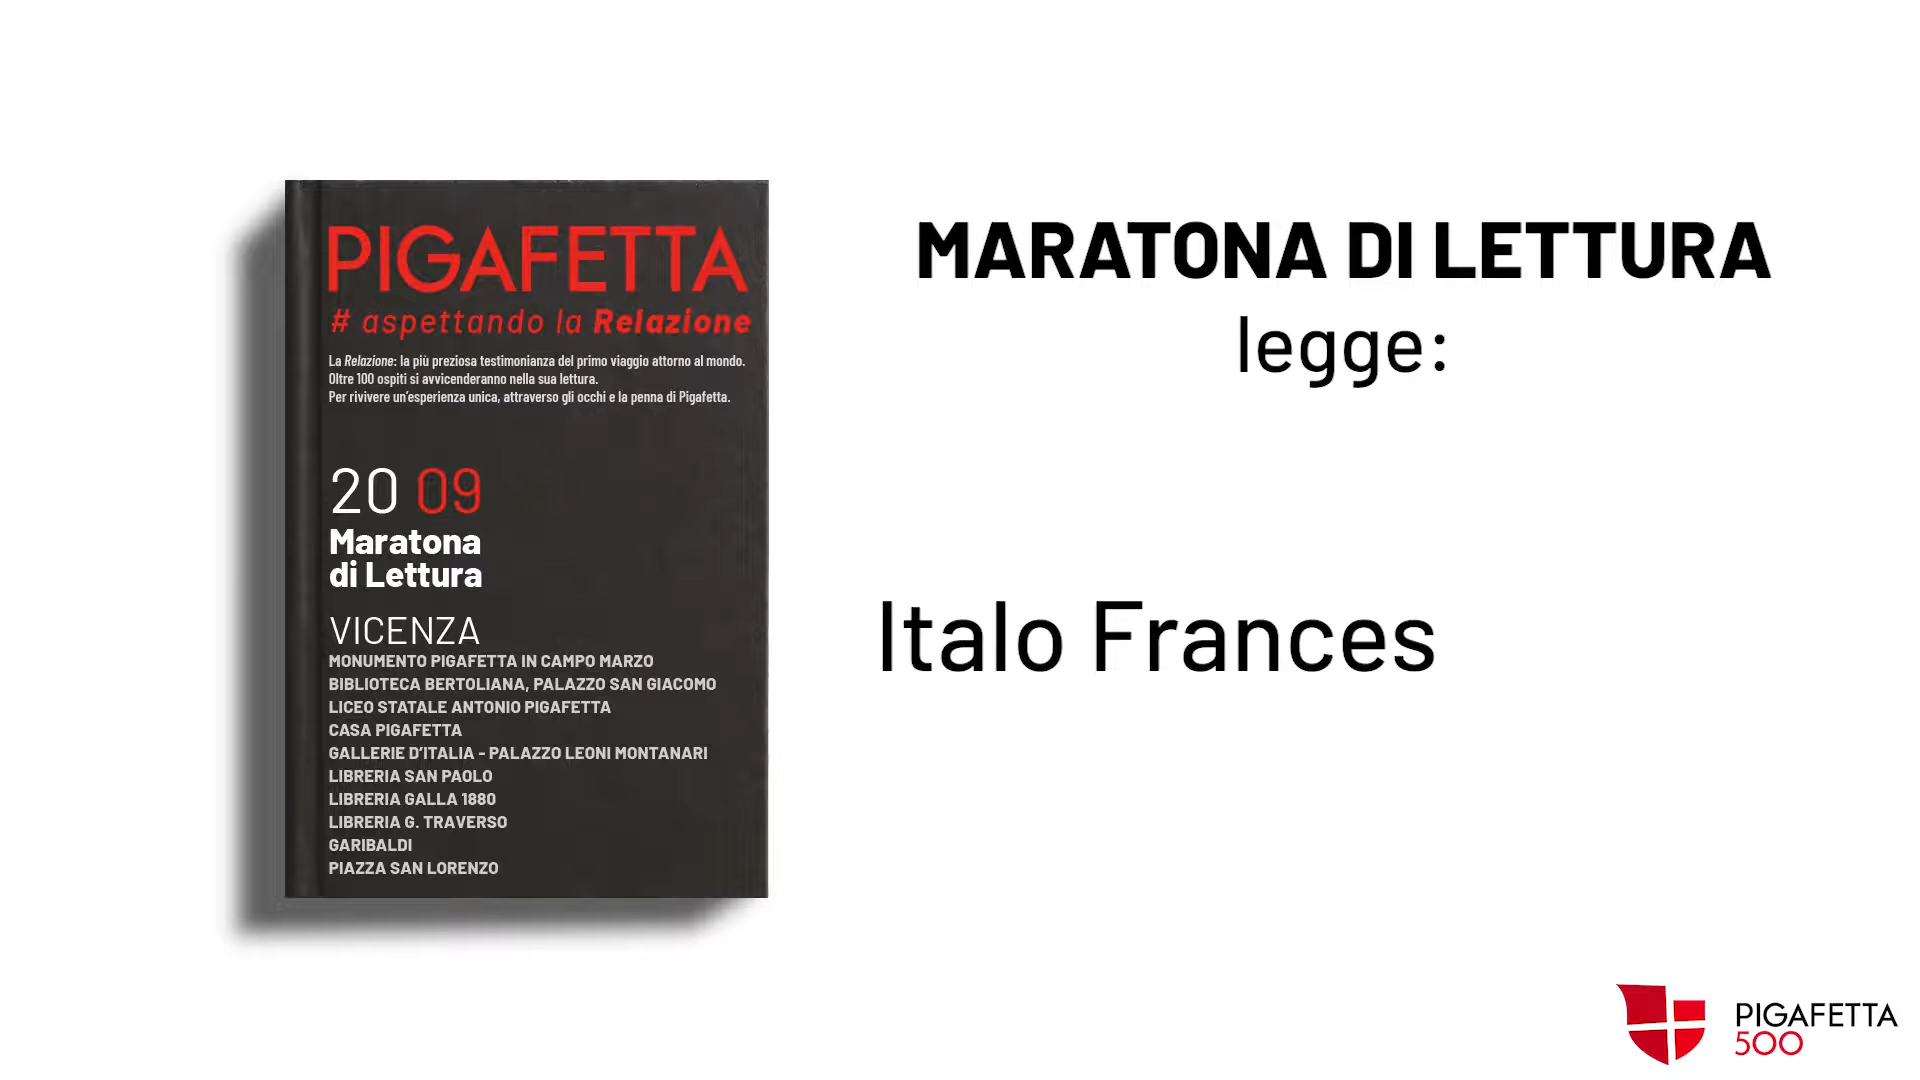 PIGAFETTA
# aspettando la Relazione
La Relazione: la più preziosa testimonianza del primo viaggio attorno al mondo.
Oltre 100 ospiti si avvicenderanno nella sua lettura.
Per rivivere un'esperienza unica, attraverso gli occhi e la penna di Pigafetta.
20 09
Maratona
di Lettura
VICENZA
MONUMENTO PIGAFETTA IN CAMPO MARZO
BIBLIOTECA BERTOLIANA, PALAZZO SAN GIACOMO
LICEO STATALE ANTONIO PIGAFETTA
CASA PIGAFETTA
GALLERIE D'ITALIA - PALAZZO LEONI MONTANARI
LIBRERIA SAN PAOLO
LIBRERIA GALLA 1880
LIBRERIA G. TRAVERSO
GARIBALDI
PIAZZA SAN LORENZO
MARATONA DI LETTURA
legge:
Italo Frances
PIGAFETTA
500